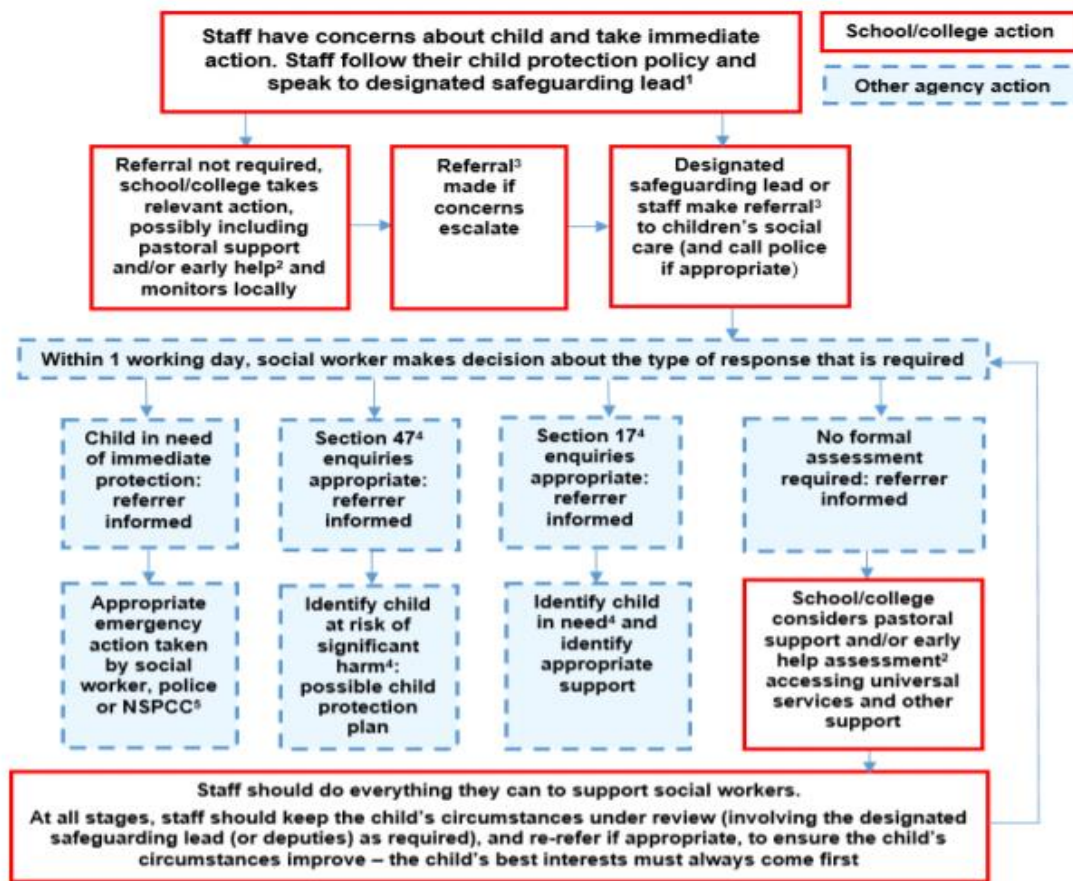 Staff have concerns about child and take immediate
action. Staff follow their child protection policy and
speak to designated safeguarding lead¹
School/college action
Other agency action
Referral not required,
school/college takes
relevant action,
possibly including
pastoral support
and/or early help² and
monitors locally
Referral³
made if
concerns
escalate
Designated
safeguarding lead or
staff make referral³
to children's social
care (and call police
if appropriate)
Within 1 working day, social worker makes decision about the type of response that is required
Child in need
of immediate
protection:
referrer
informed
Section 47⁴
enquiries
appropriate:
referrer
informed
Section 17⁴
enquiries
appropriate:
referrer
informed
No formal
assessment
required: referrer
informed
Appropriate
emergency
action taken
by social
worker, police
or NSPCC⁵
Identify child
at risk of
significant
harm⁴:
possible child
protection
plan
Identify child
in need⁴ and
identify
appropriate
support
School/college
considers pastoral
support and/or early
help assessment²
accessing universal
services and other
support
Staff should do everything they can to support social workers.
At all stages, staff should keep the child's circumstances under review (involving the designated
safeguarding lead (or deputies) as required), and re-refer if appropriate, to ensure the child's
circumstances improve – the child's best interests must always come first